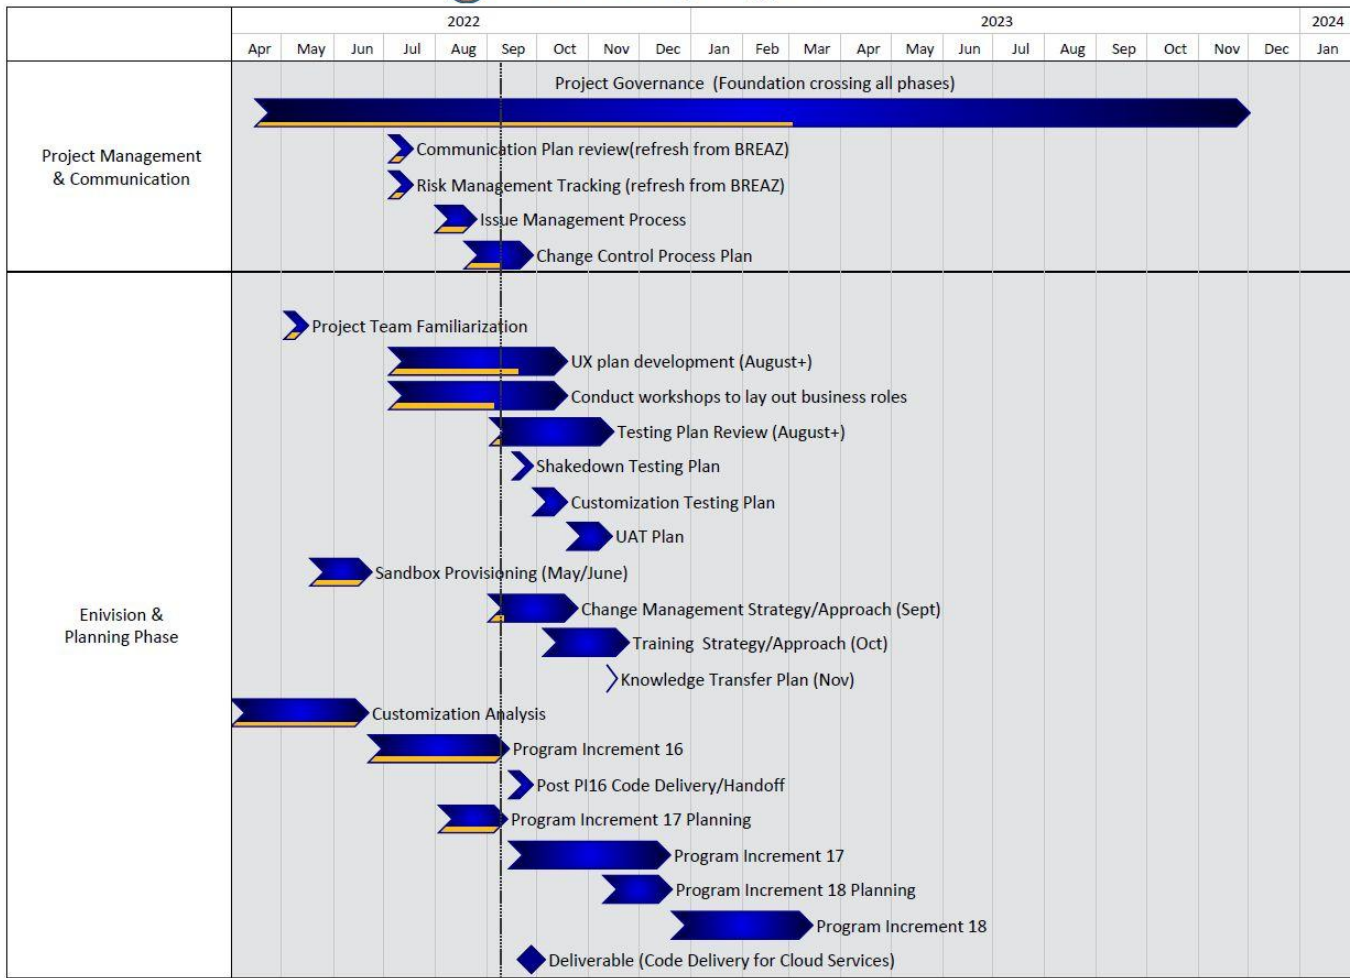 2022 2023 2024
Apr May Jun Jul Aug Sep Oct Nov Dec Jan Feb Mar Apr May Jun Jul Aug Sep Oct Nov Dec Jan
Project Management
& Communication
Project Governance (Foundation crossing all phases)
Communication Plan review(refresh from BREAZ)
Risk Management Tracking (refresh from BREAZ)
Issue Management Process
Change Control Process Plan
Enivision &
Planning Phase
Project Team Familiarization
UX plan development (August+)
Conduct workshops to lay out business roles
Testing Plan Review (August+)
Shakedown Testing Plan
Customization Testing Plan
UAT Plan
Sandbox Provisioning (May/June)
Change Management Strategy/Approach (Sept)
Training Strategy/Approach (Oct)
Knowledge Transfer Plan (Nov)
Customization Analysis
Program Increment 16
Post PI16 Code Delivery/Handoff
Program Increment 17 Planning
Program Increment 17
Program Increment 18 Planning
Program Increment 18
Deliverable (Code Delivery for Cloud Services)